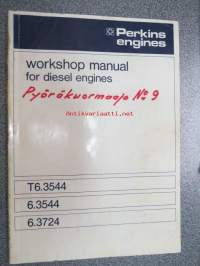 Perkins
engines
workshop manual
for diesel engines
Pyöräkuormaaja No 9
antikvariaatti.net
T6.3544
6.3544
6.3724